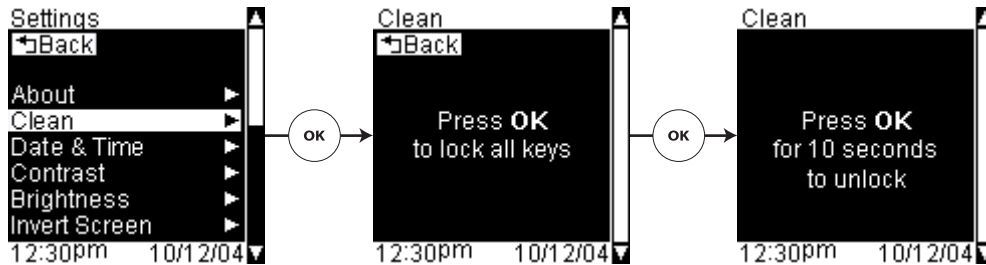 Settings
Back
About
Clean
Date & Time
Contrast
Brightness
Invert Screen
12:30pm 10/12/04
OK
Clean
Back
Press OK
to lock all keys
12:30pm 10/12/04
OK
Clean
Press OK
for 10 seconds
to unlock
12:30pm 10/12/04